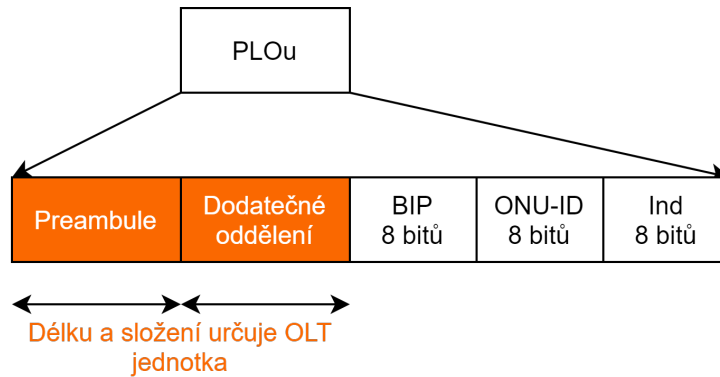 PLOu
Preambule
Dodatečné
oddělení
BIP
8 bitů
ONU-ID
8 bitů
Ind
8 bitů
Délku a složení určuje OLT
jednotka